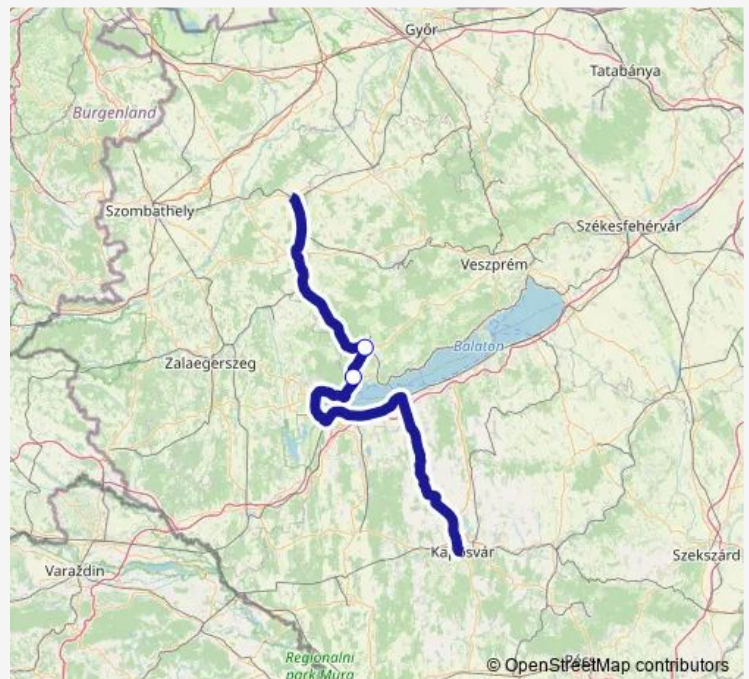 Győr
Tatabánya
Burgenland
Szombathely
Székesfehérvár
Veszprém
Balaton
Zalaegerszeg
Kaposvár
Szekszárd
Varaždin
Regionalni
park Mura
© OpenStreetMap contributors